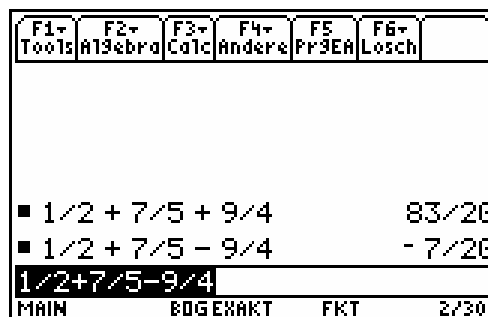 F1▾ F2▾ F3▾ F4▾ F5 F6▾
Tools Algebra Calc Andere PrgEA Lösch
▪ 1/2 + 7/5 + 9/4 83/20
▪ 1/2 + 7/5 - 9/4 -7/20
1/2+7/5-9/4
MAIN BOG EXAKT FKT 2/30